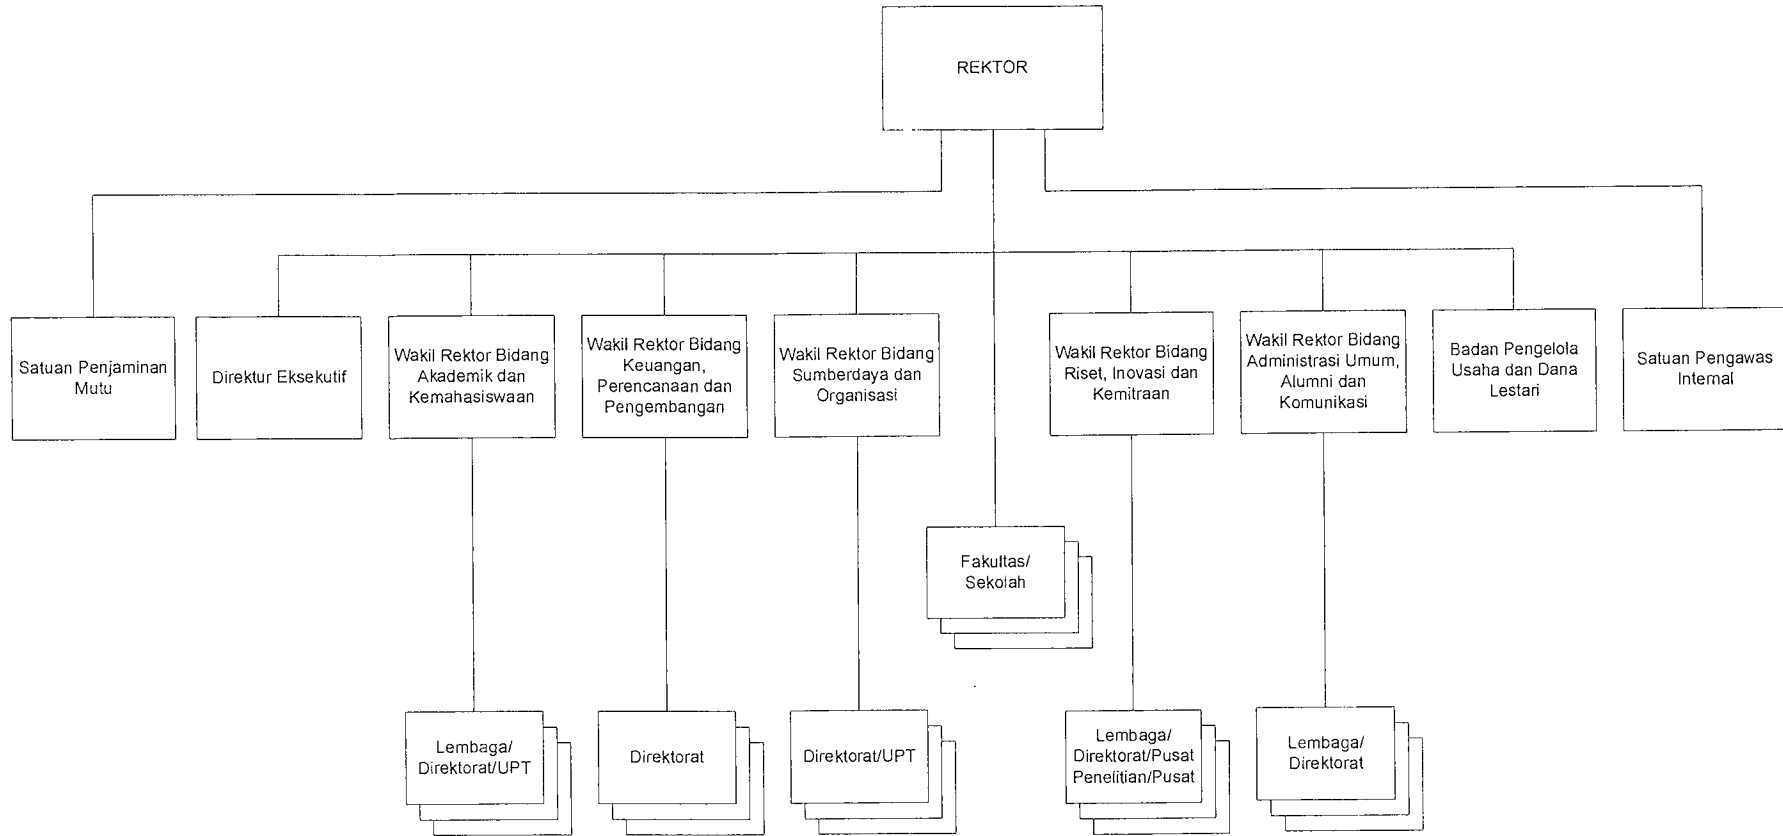 REKTOR
Satuan Penjaminan
Mutu
Direktur Eksekutif
Wakil Rektor Bidang
Akademik dan
Kemahasiswaan
Wakil Rektor Bidang
Keuangan,
Perencanaan dan
Pengembangan
Wakil Rektor Bidang
Sumberdaya dan
Organisasi
Wakil Rektor Bidang
Riset, Inovasi dan
Kemitraan
Wakil Rektor Bidang
Administrasi Umum,
Alumni dan
Komunikasi
Badan Pengelola
Usaha dan Dana
Lestari
Satuan Pengawas
Internal
Fakultas/
Sekolah
Lembaga/
Direktorat/UPT
Direktorat
Direktorat/UPT
Lembaga/
Direktorat/Pusat
Penelitian/Pusat
Lembaga/
Direktorat